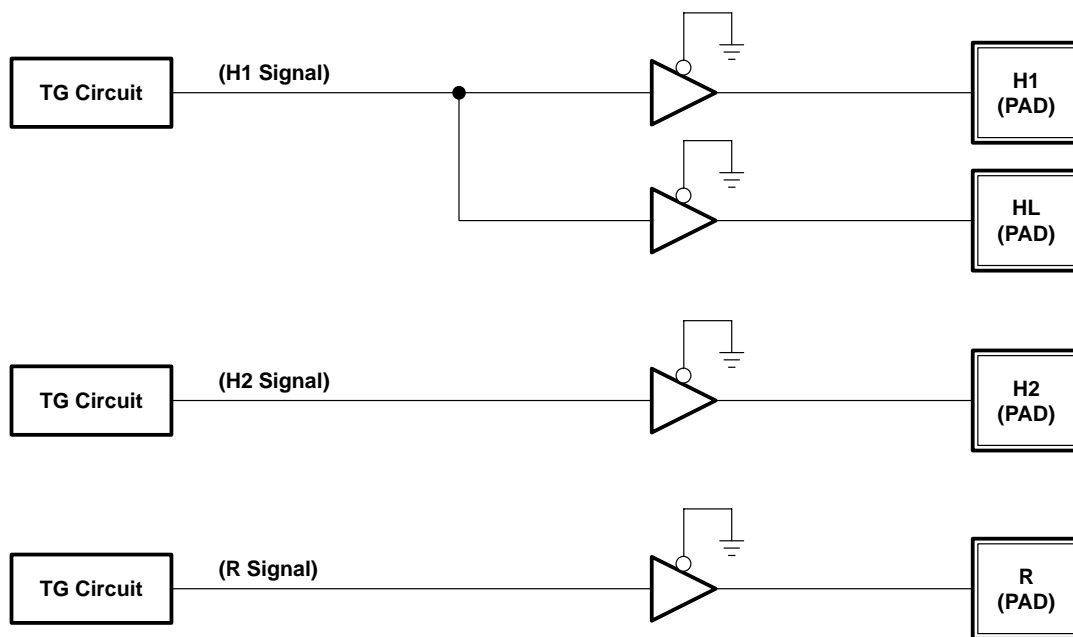 TG Circuit
(H1 Signal)
H1
(PAD)
HL
(PAD)
TG Circuit
(H2 Signal)
H2
(PAD)
TG Circuit
(R Signal)
R
(PAD)